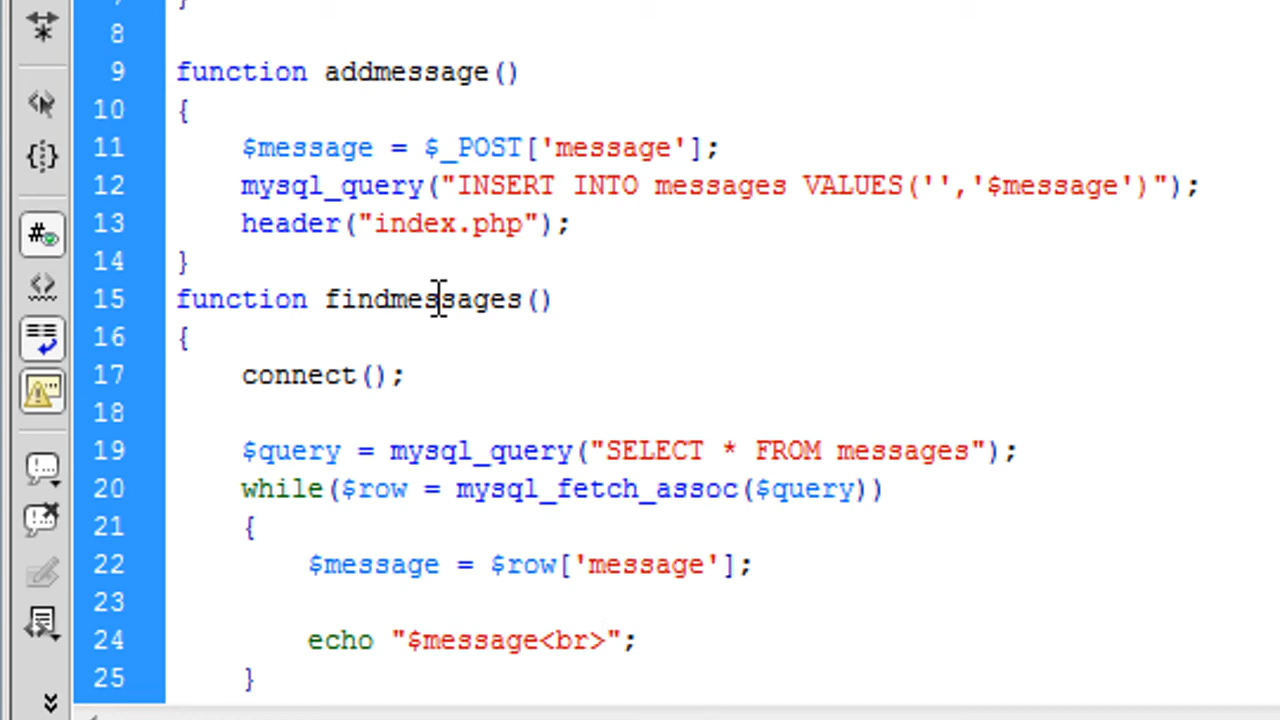 7 }
8
9 function addmessage()
10 {
11 $message = $_POST['message'];
12 mysql_query("INSERT INTO messages VALUES('','$message')");
13 header("index.php");
14 }
15 function findmessages()
16 {
17 connect();
18
19 $query = mysql_query("SELECT * FROM messages");
20 while($row = mysql_fetch_assoc($query))
21 {
22 $message = $row['message'];
23
24 echo "$message<br>";
25 }